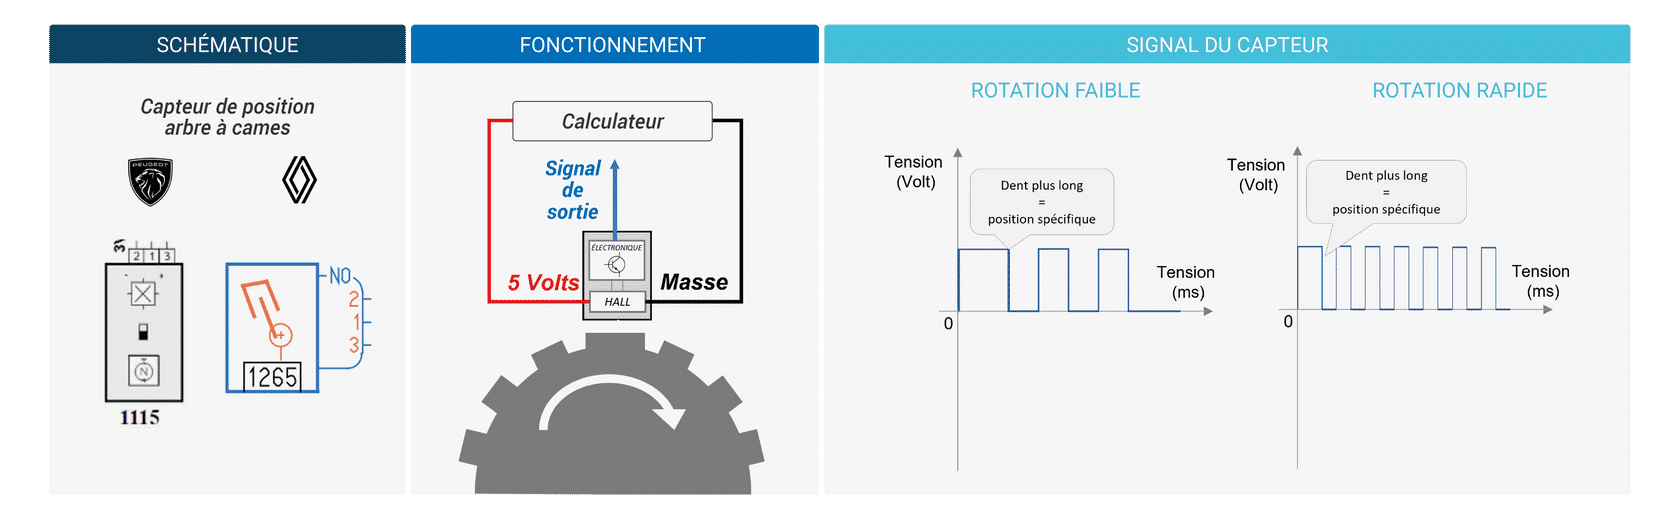 SCHÉMATIQUE
Capteur de position
arbre à cames
PEUGEOT
3V
2 1 3
- +
N
1115
NO
2
1
3
1265
FONCTIONNEMENT
Calculateur
Signal
de
sortie
ÉLECTRONIQUE
5 Volts
HALL
Masse
SIGNAL DU CAPTEUR
ROTATION FAIBLE
Tension
(Volt)
Dent plus long
=
position spécifique
Tension
(ms)
0
ROTATION RAPIDE
Tension
(Volt)
Dent plus long
=
position spécifique
Tension
(ms)
0